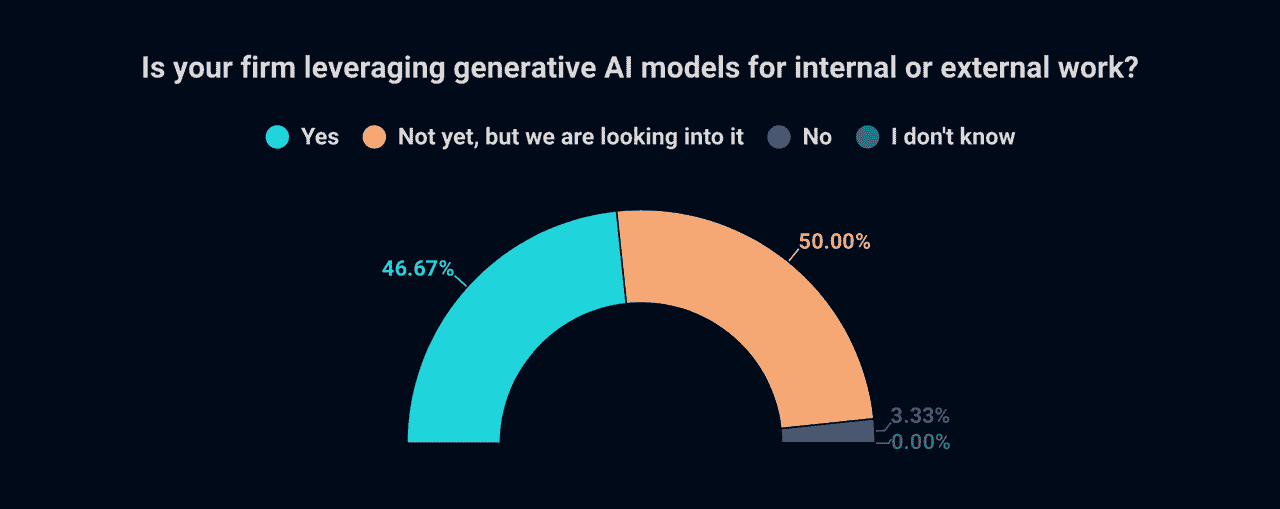 Is your firm leveraging generative AI models for internal or external work?
Yes Not yet, but we are looking into it No I don't know
50.00%
46.67%
3.33%
0.00%